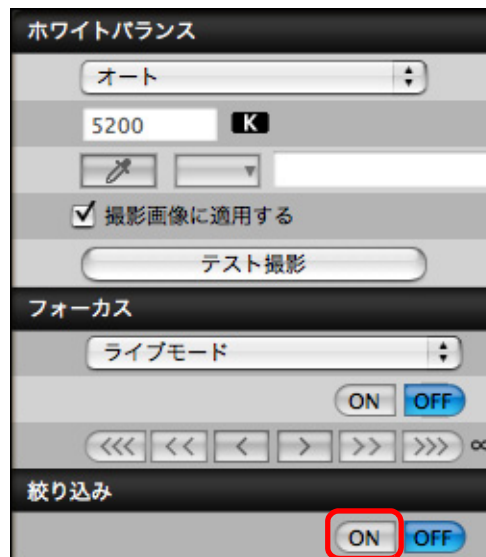 ホワイトバランス
オート
5200 K
撮影画像に適用する
テスト撮影
フォーカス
ライブモード
ON OFF
<<< << < > >> >>> ∞
絞り込み
ON OFF